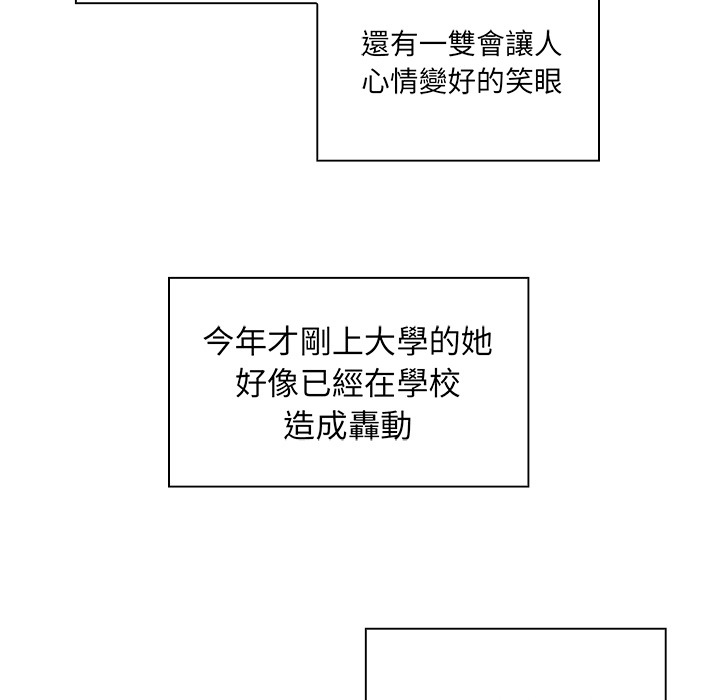 還有一雙會讓人
心情變好的笑眼
今年才剛上大學的她
好像已經在學校
造成轟動